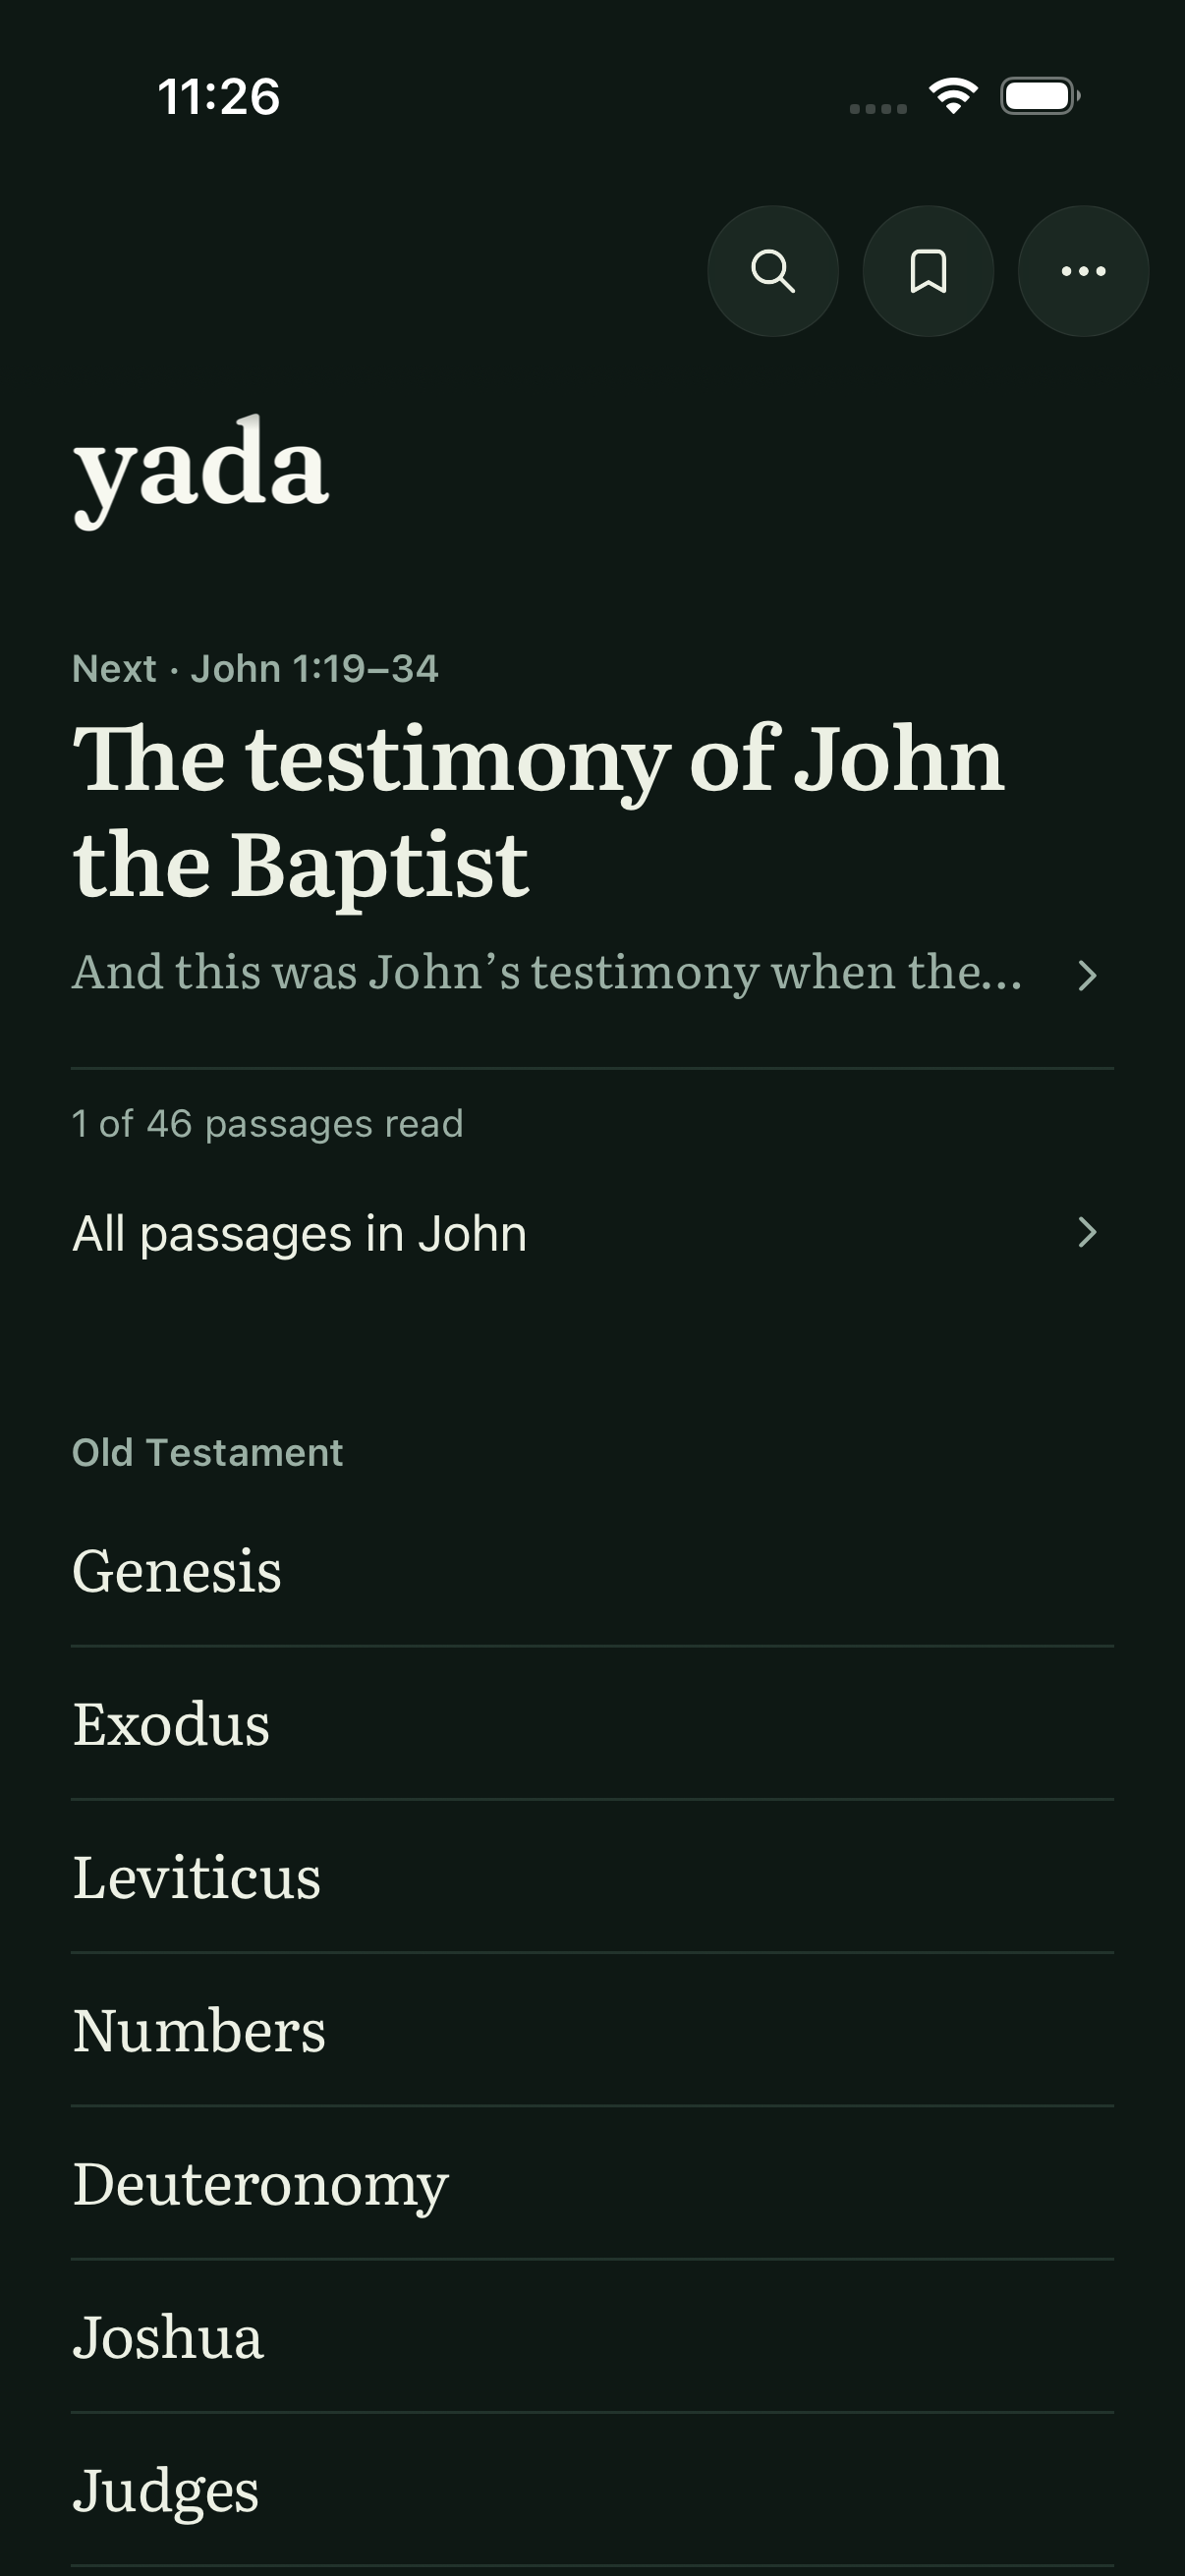 11:26
yada
Next · John 1:19–34
The testimony of John
the Baptist
And this was John’s testimony when the...
1 of 46 passages read
All passages in John
Old Testament
Genesis
Exodus
Leviticus
Numbers
Deuteronomy
Joshua
Judges